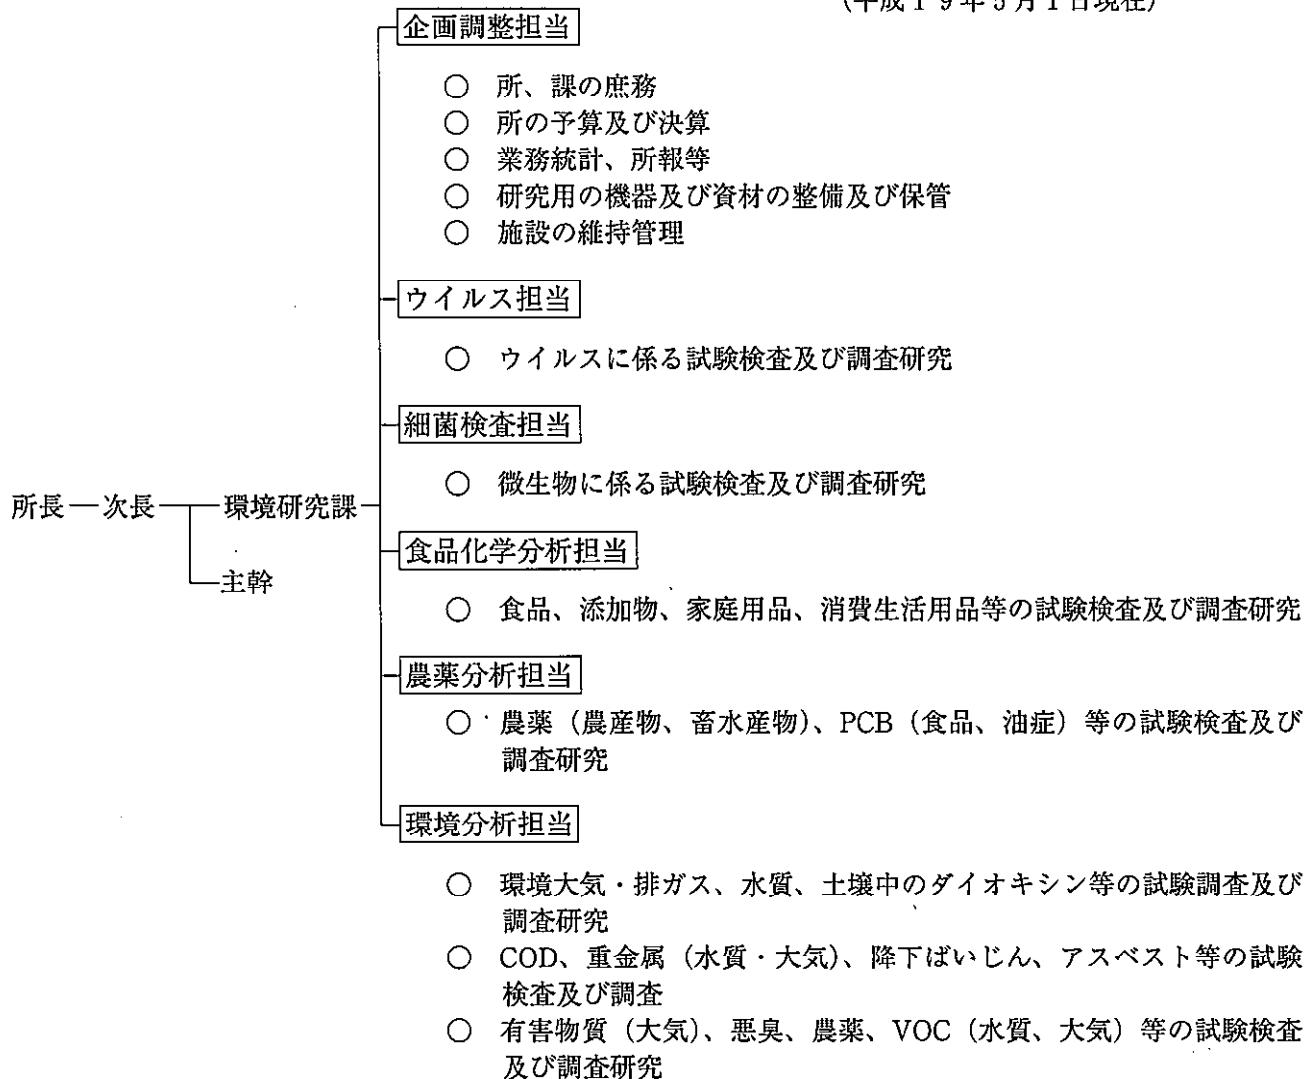 (平成19年5月1日現在)
企画調整担当
○ 所、課の庶務
○ 所の予算及び決算
○ 業務統計、所報等
○ 研究用の機器及び資材の整備及び保管
○ 施設の維持管理
ウイルス担当
○ ウイルスに係る試験検査及び調査研究
細菌検査担当
○ 微生物に係る試験検査及び調査研究
所長 次長 環境研究課
食品化学分析担当
主幹
○ 食品、添加物、家庭用品、消費生活用品等の試験検査及び調査研究
農薬分析担当
○ 農薬(農産物、畜水産物)、PCB(食品、油症)等の試験検査及び
調査研究
環境分析担当
○ 環境大気・排ガス、水質、土壌中のダイオキシン等の試験調査及び
調査研究
○ COD、重金属(水質・大気)、降下ばいじん、アスベスト等の試験
検査及び調査
○ 有害物質(大気)、悪臭、農薬、VOC(水質、大気)等の試験検査
及び調査研究